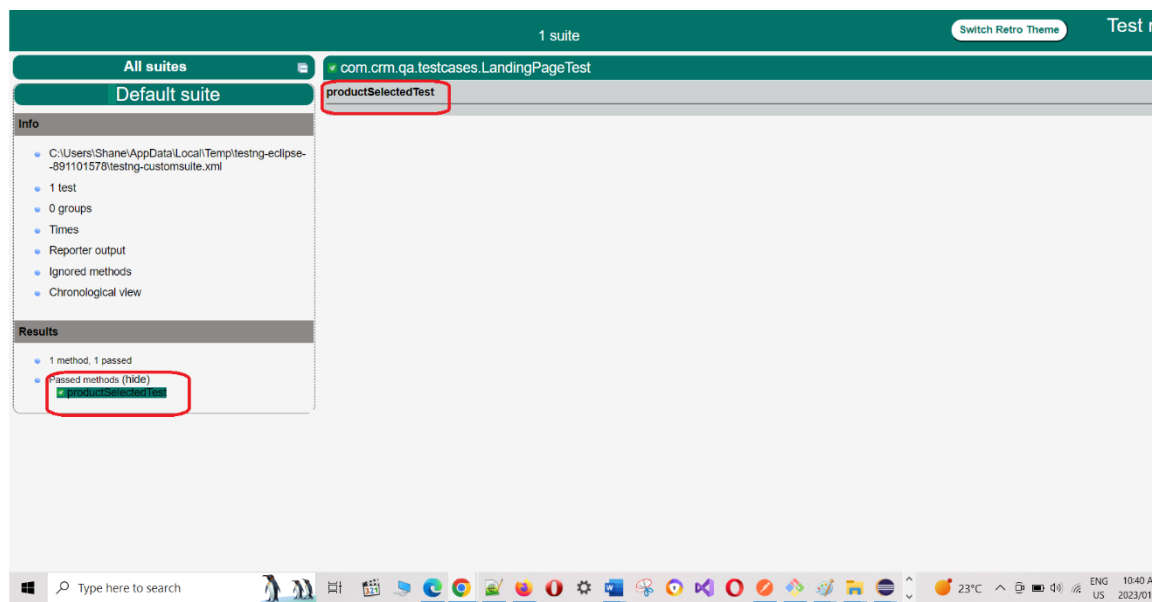 1 suite
Switch Retro Theme
Test r
All suites
com.crm.qa.testcases.LandingPageTest
Default suite
productSelectedTest
Info
C:\Users\Shane\AppData\Local\Temp\testng-eclipse-
-891101578\testng-customsuite.xml
1 test
0 groups
Times
Reporter output
Ignored methods
Chronological view
Results
1 method, 1 passed
Passed methods (hide)
productSelectedTest
Type here to search
23°C
ENG
US
10:40 A
2023/01